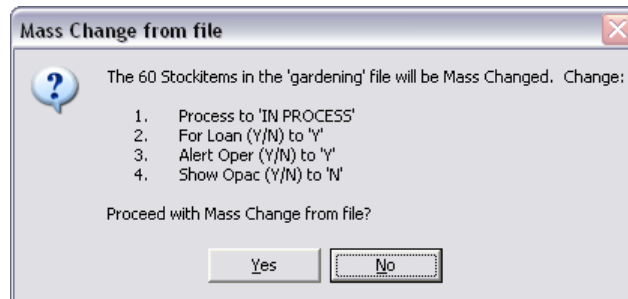 Mass Change from file
The 60 Stockitems in the 'gardening' file will be Mass Changed.  Change:
1. Process to 'IN PROCESS'
2. For Loan (Y/N) to 'Y'
3. Alert Oper (Y/N) to 'Y'
4. Show Opac (Y/N) to 'N'
Proceed with Mass Change from file?
Yes No